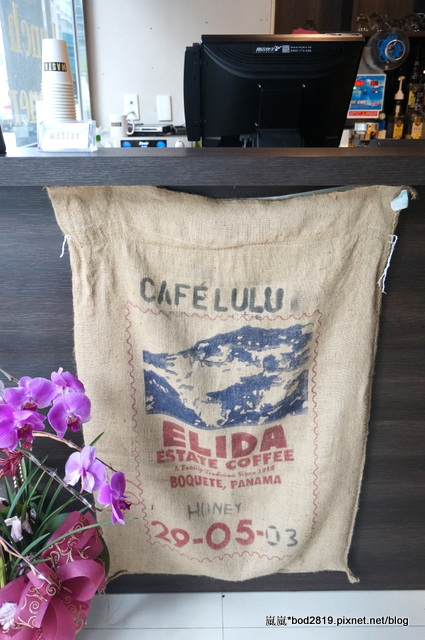 CAFÉ LULU
ELIDA
ESTATE COFFEE
A Family Tradition Since 1918
BOQUETE, PANAMA
HONEY
29-05-03
嵐嵐*bod2819.pixnet.net/blog